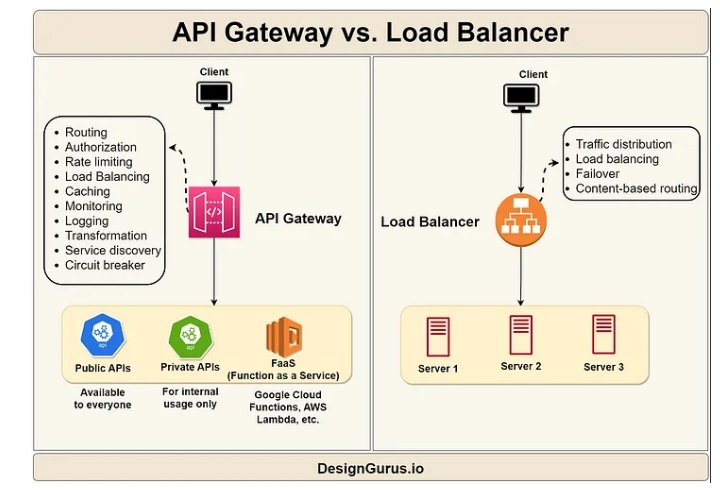 API Gateway vs. Load Balancer
Client
• Routing
• Authorization
• Rate limiting
• Load Balancing
• Caching
• Monitoring
• Logging
• Transformation
• Service discovery
• Circuit breaker
</>
API Gateway
api
Public APIs
api
Private APIs
FaaS
(Function as a Service)
Available
to everyone
For internal
usage only
Google Cloud
Functions, AWS
Lambda, etc.
Client
• Traffic distribution
• Load balancing
• Failover
• Content-based routing
Load Balancer
Server 1
Server 2
Server 3
DesignGurus.io